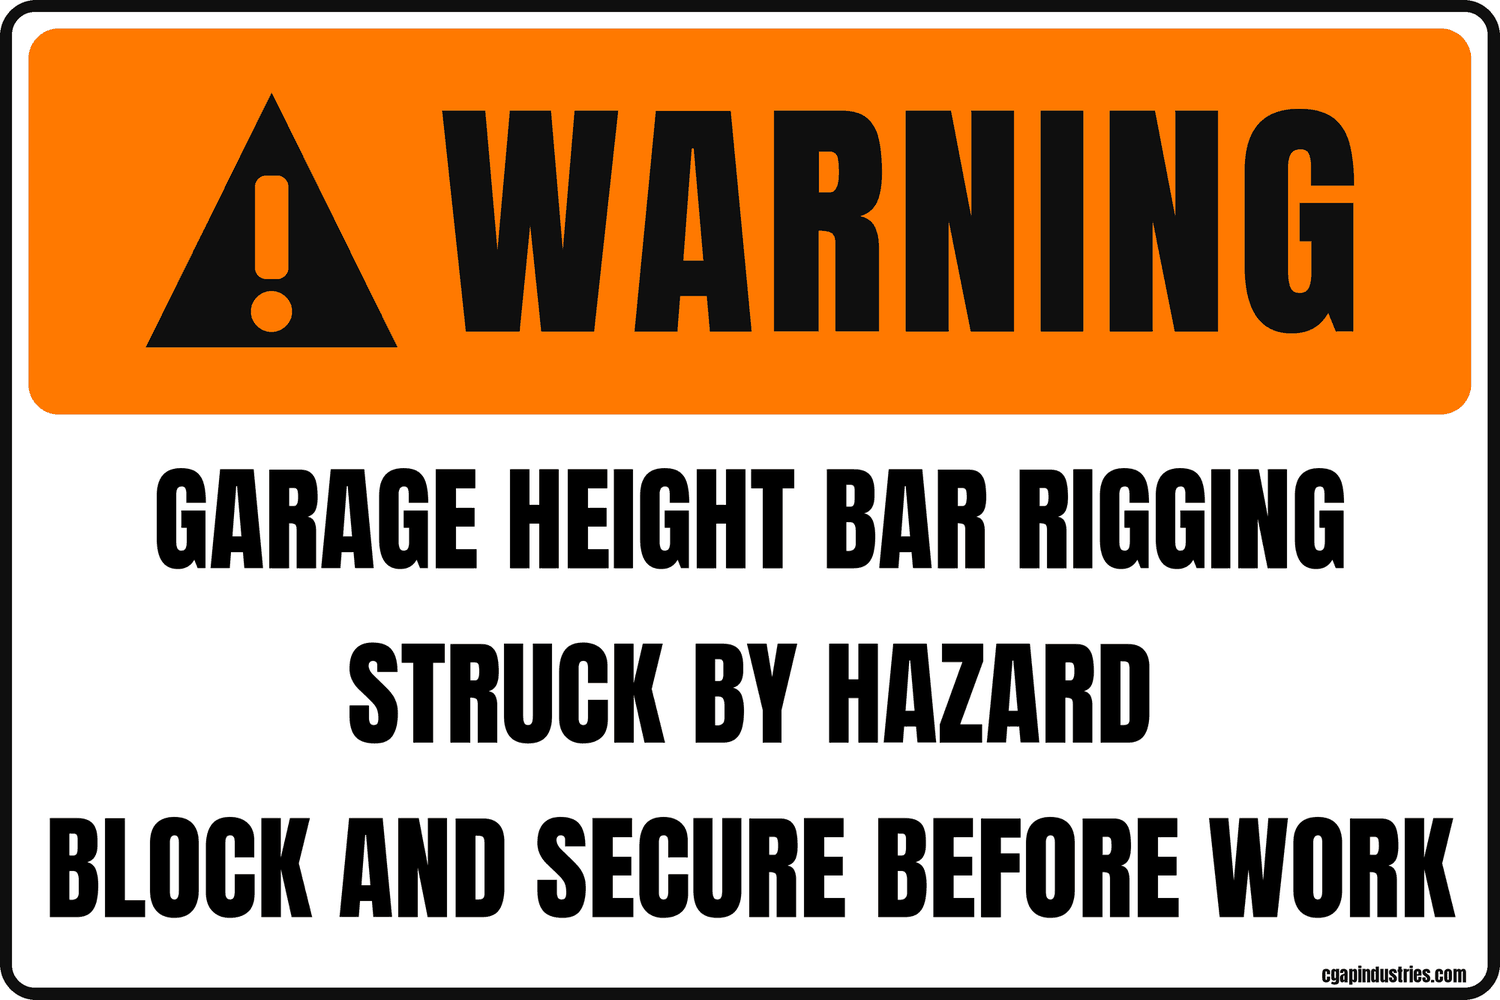 WARNING
GARAGE HEIGHT BAR RIGGING
STRUCK BY HAZARD
BLOCK AND SECURE BEFORE WORK
cgapindustries.com